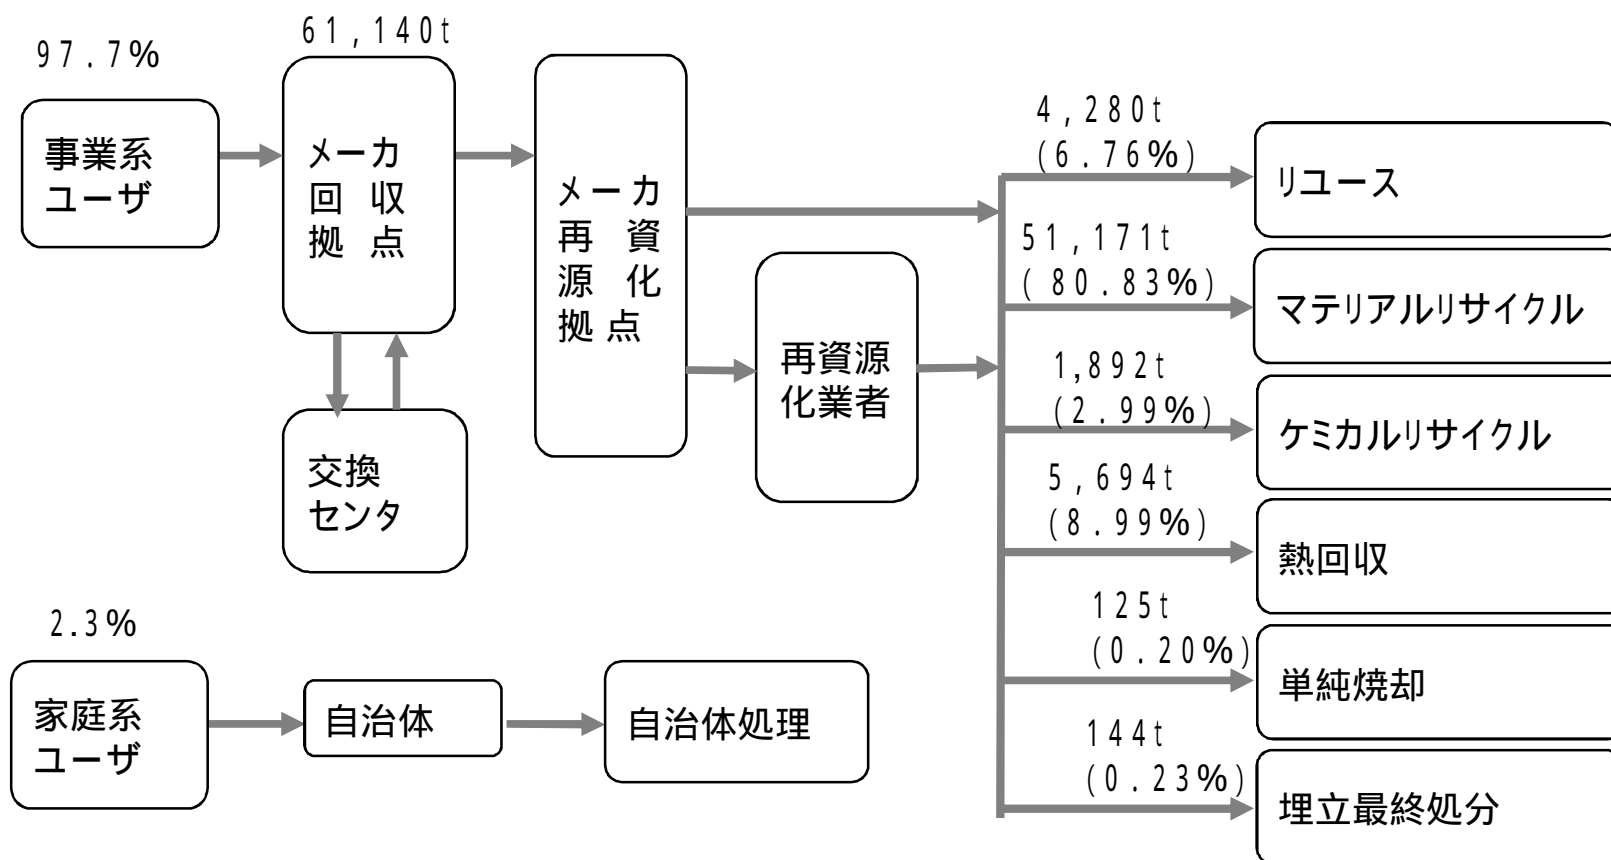 97.7%
事業系
ユーザ
61,140t
メーカ
回収
拠点
交換
センタ
メーカ
再資
源化
拠点
再資源
化業者
4,280t
(6.76%)
リユース
51,171t
(80.83%)
マテリアルリサイクル
1,892t
(2.99%)
ケミカルリサイクル
5,694t
(8.99%)
熱回収
125t
(0.20%)
単純焼却
144t
(0.23%)
埋立最終処分
2.3%
家庭系
ユーザ
自治体
自治体処理